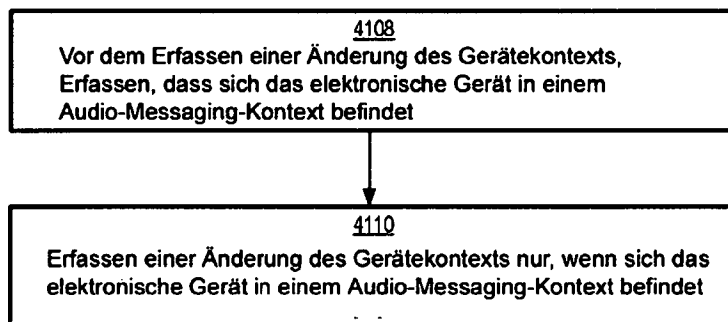 4108
Vor dem Erfassen einer Änderung des Gerätekontexts,
Erfassen, dass sich das elektronische Gerät in einem
Audio-Messaging-Kontext befindet
4110
Erfassen einer Änderung des Gerätekontexts nur, wenn sich das
elektronische Gerät in einem Audio-Messaging-Kontext befindet